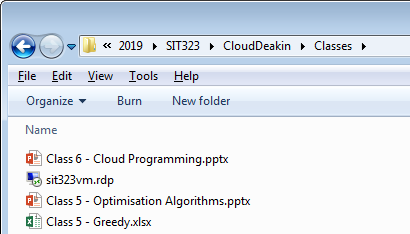 « 2019 ▸ SIT323 ▸ CloudDeakin ▸ Classes ▸
File Edit View Tools Help
Organize ▾ Burn New folder
Name
Class 6 - Cloud Programming.pptx
sit323vm.rdp
Class 5 - Optimisation Algorithms.pptx
Class 5 - Greedy.xlsx